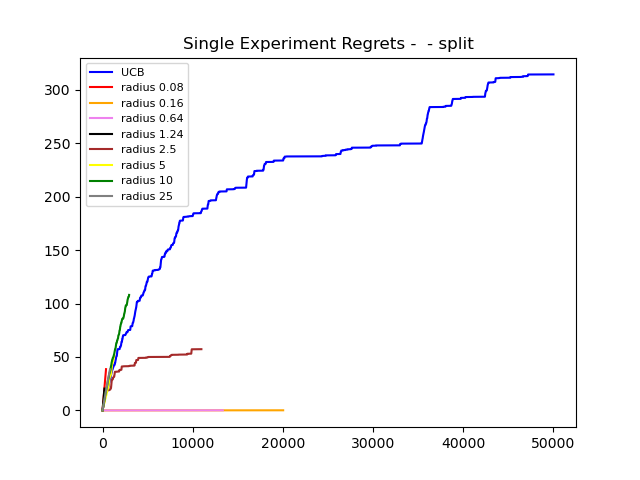 Single Experiment Regrets -  - split
300
250
200
150
100
50
0
UCB
radius 0.08
radius 0.16
radius 0.64
radius 1.24
radius 2.5
radius 5
radius 10
radius 25
0 10000 20000 30000 40000 50000